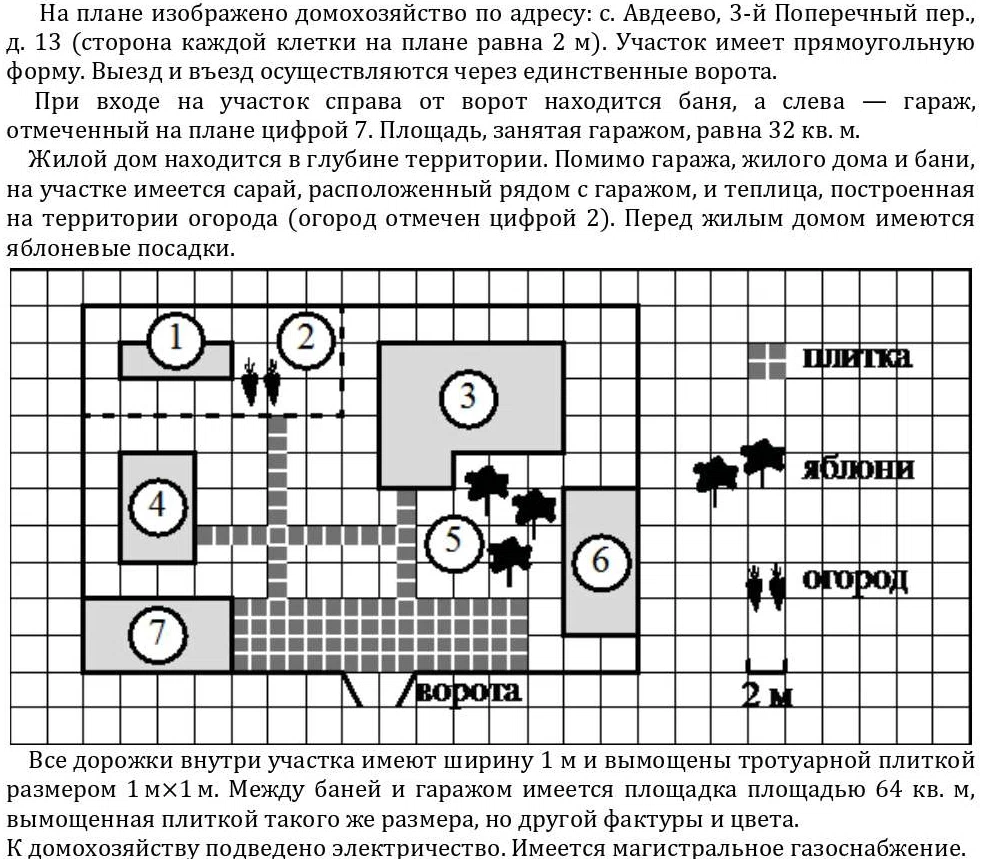 На плане изображено домохозяйство по адресу: с. Авдеево, 3-й Поперечный пер.,
д. 13 (сторона каждой клетки на плане равна 2 м). Участок имеет прямоугольную
форму. Выезд и въезд осуществляются через единственные ворота.
При входе на участок справа от ворот находится баня, а слева — гараж,
отмеченный на плане цифрой 7. Площадь, занятая гаражом, равна 32 кв. м.
Жилой дом находится в глубине территории. Помимо гаража, жилого дома и бани,
на участке имеется сарай, расположенный рядом с гаражом, и теплица, построенная
на территории огорода (огород отмечен цифрой 2). Перед жилым домом имеются
яблоневые посадки.
1
2
плитка
3
яблони
4
5
6
огород
7
ворота
2 м
Все дорожки внутри участка имеют ширину 1 м и вымощены тротуарной плиткой
размером 1 м×1 м. Между баней и гаражом имеется площадка площадью 64 кв. м,
вымощенная плиткой такого же размера, но другой фактуры и цвета.
К домохозяйству подведено электричество. Имеется магистральное газоснабжение.